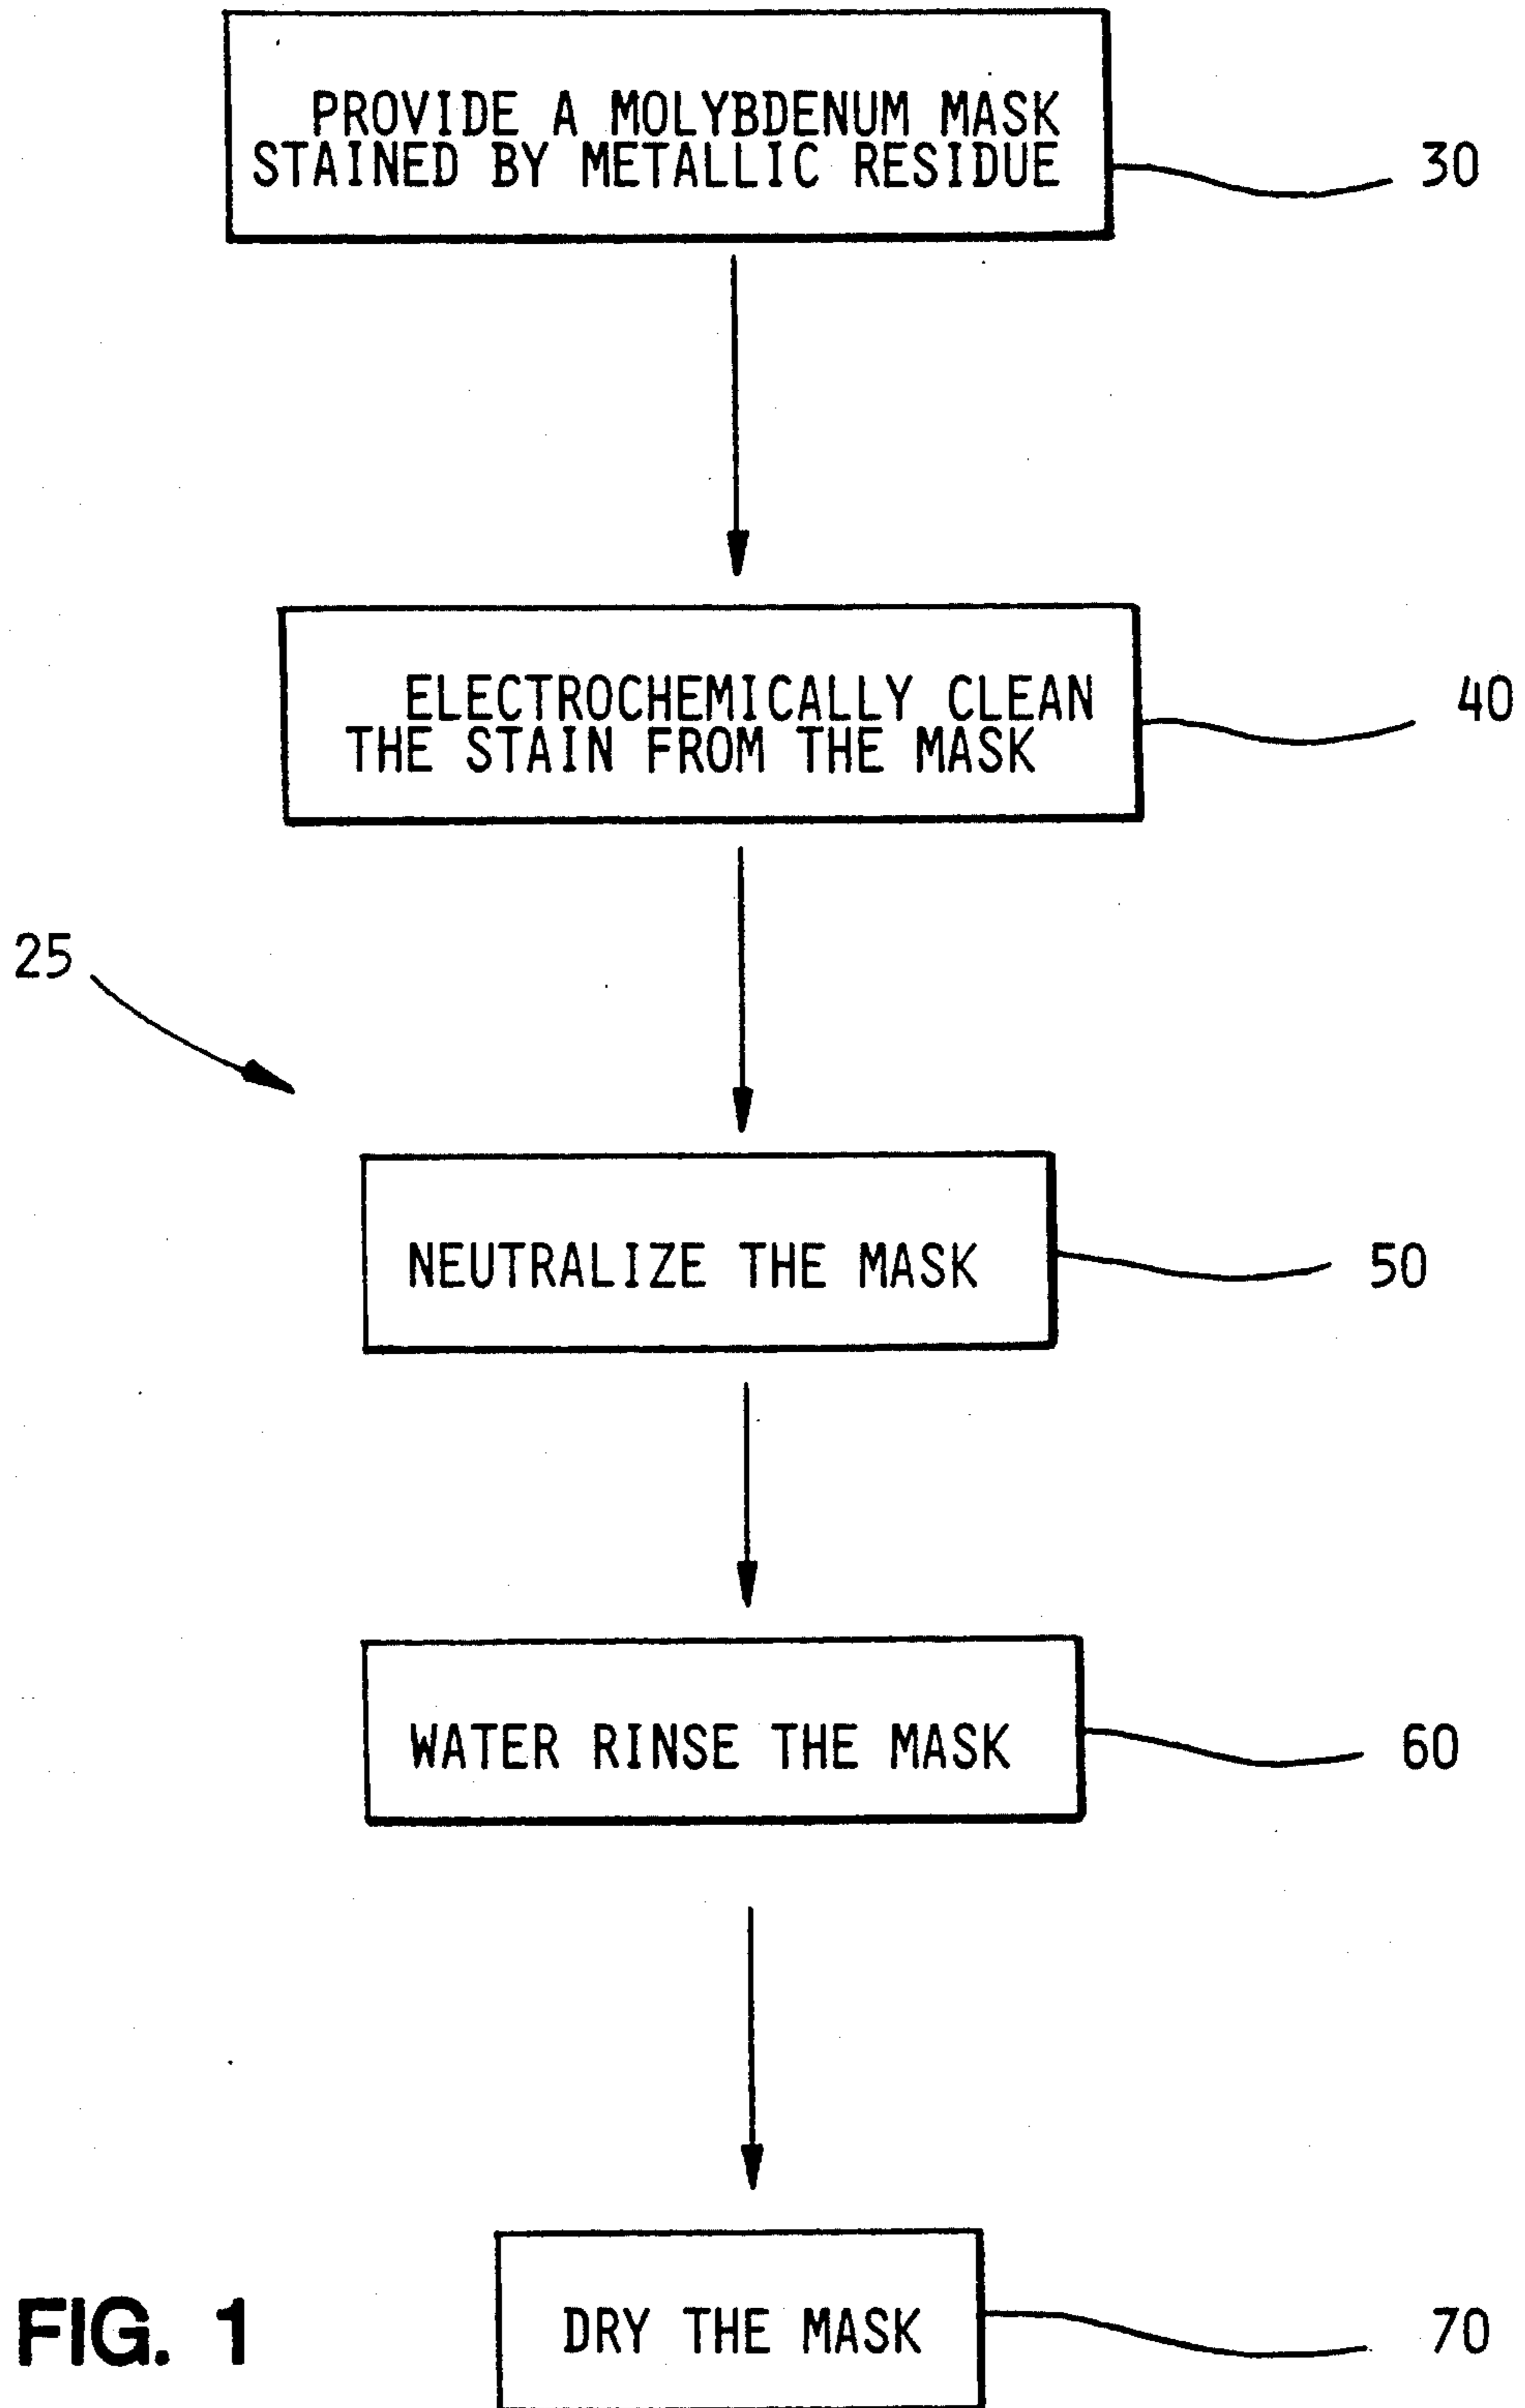 PROVIDE A MOLYBDENUM MASK
STAINED BY METALLIC RESIDUE
30
ELECTROCHEMICALLY CLEAN
THE STAIN FROM THE MASK
40
25
NEUTRALIZE THE MASK
50
WATER RINSE THE MASK
60
DRY THE MASK
70
FIG. 1